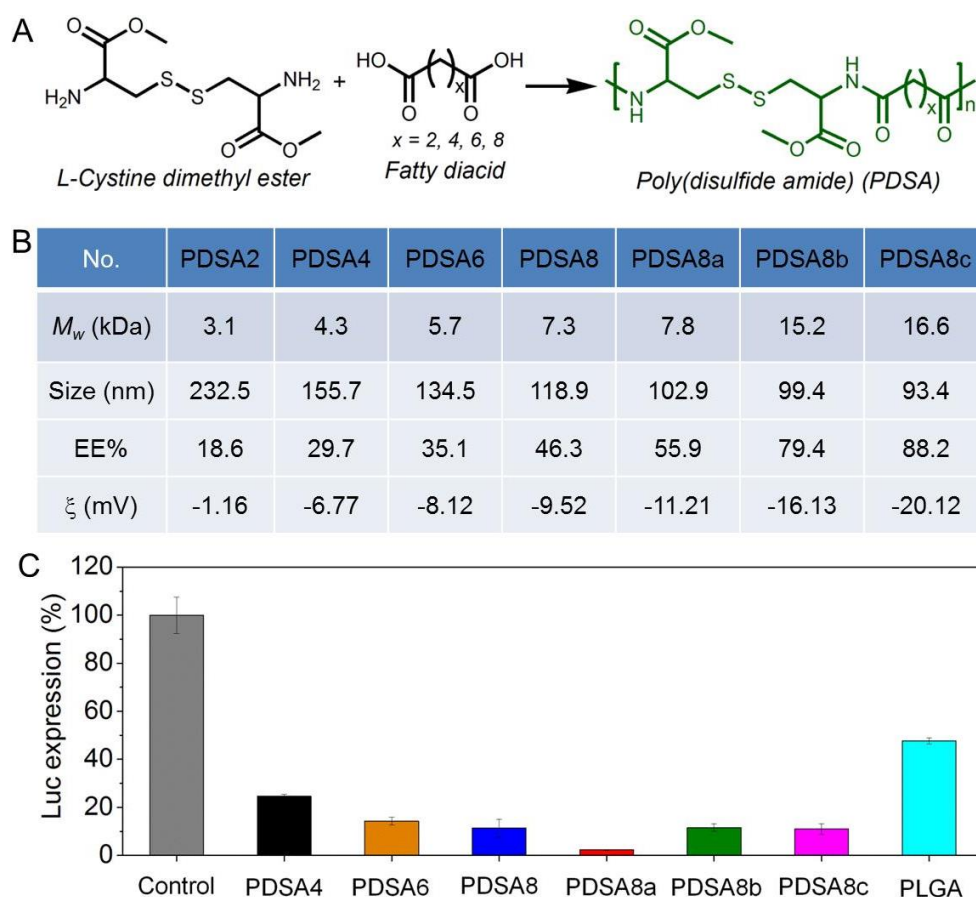 A
O O
H₂N S S NH₂ O O
+
HO ( )x OH O O
x = 2, 4, 6, 8
L-Cystine dimethyl ester
Fatty diacid
O O
N H S S O O H N O ( )x O n
Poly(disulfide amide) (PDSA)
B
No. PDSA2 PDSA4 PDSA6 PDSA8 PDSA8a PDSA8b PDSA8c
Mw (kDa) 3.1 4.3 5.7 7.3 7.8 15.2 16.6
Size (nm) 232.5 155.7 134.5 118.9 102.9 99.4 93.4
EE% 18.6 29.7 35.1 46.3 55.9 79.4 88.2
ξ (mV) -1.16 -6.77 -8.12 -9.52 -11.21 -16.13 -20.12
C
Luc expression (%)
120
100
80
60
40
20
0
Control PDSA4 PDSA6 PDSA8 PDSA8a PDSA8b PDSA8c PLGA